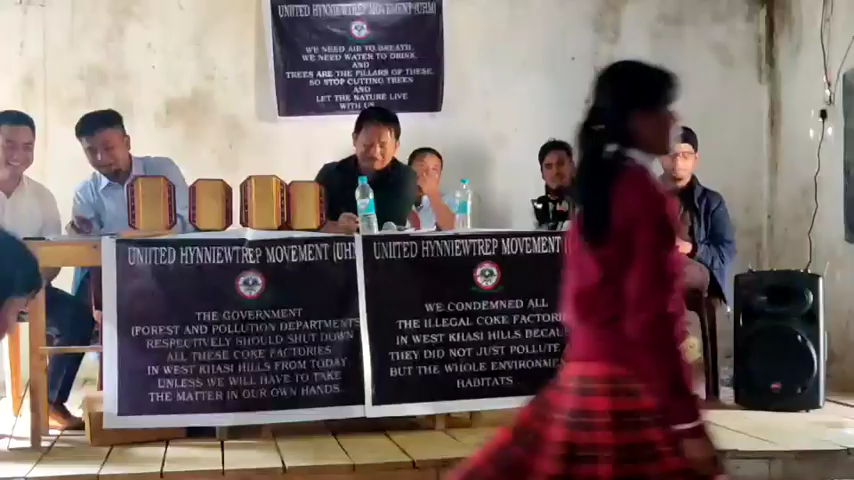 UNITED HYNNIEWTREP MOVEMENT (UHM)
WE NEED AIR TO BREATH
WE NEED WATER TO DRINK
AND
TREES ARE THE PILLARS OF THESE
SO STOP CUTTING TREES
AND
LET THE NATURE LIVE
WITH US
UNITED HYNNIEWTREP MOVEMENT (UHM
THE GOVERNMENT
(FOREST AND POLLUTION DEPARTMENTS
RESPECTIVELY SHOULD SHUT DOWN
ALL THESE COKE FACTORIES
IN WEST KHASI HILLS FROM TODAY
UNLESS WE WILL HAVE TO TAKE
THE MATTER IN OUR OWN HANDS.
UNITED HYNNIEWTREP MOVEMENT (
WE CONDEMNED ALL
THE ILLEGAL COKE FACTORIES
IN WEST KHASI HILLS BECAU
THEY DID NOT JUST POLLUTE
BUT THE WHOLE ENVIRONMEN
HABITATS